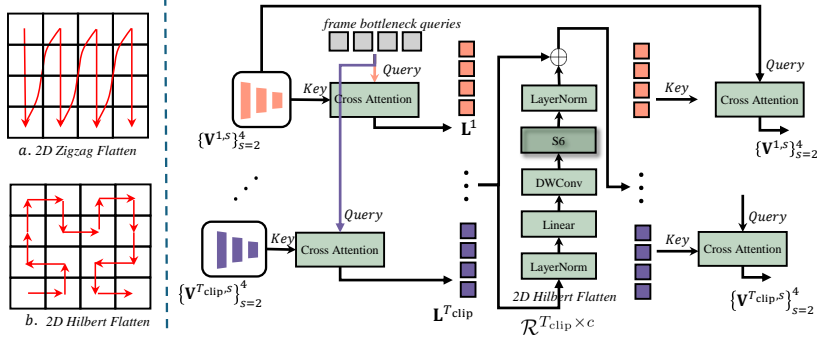 a. 2D Zigzag Flatten
b. 2D Hilbert Flatten
frame bottleneck queries
Query
Key
Cross Attention
{V^{1,s}}_{s=2}^4
L^1
Query
Key
Cross Attention
{V^{T_clip,s}}_{s=2}^4
L^{T_clip}
LayerNorm
S6
DWConv
Linear
LayerNorm
2D Hilbert Flatten
R^{T_clip×c}
Query
Key
Cross Attention
{V^{1,s}}_{s=2}^4
Query
Key
Cross Attention
{V^{T_clip,s}}_{s=2}^4